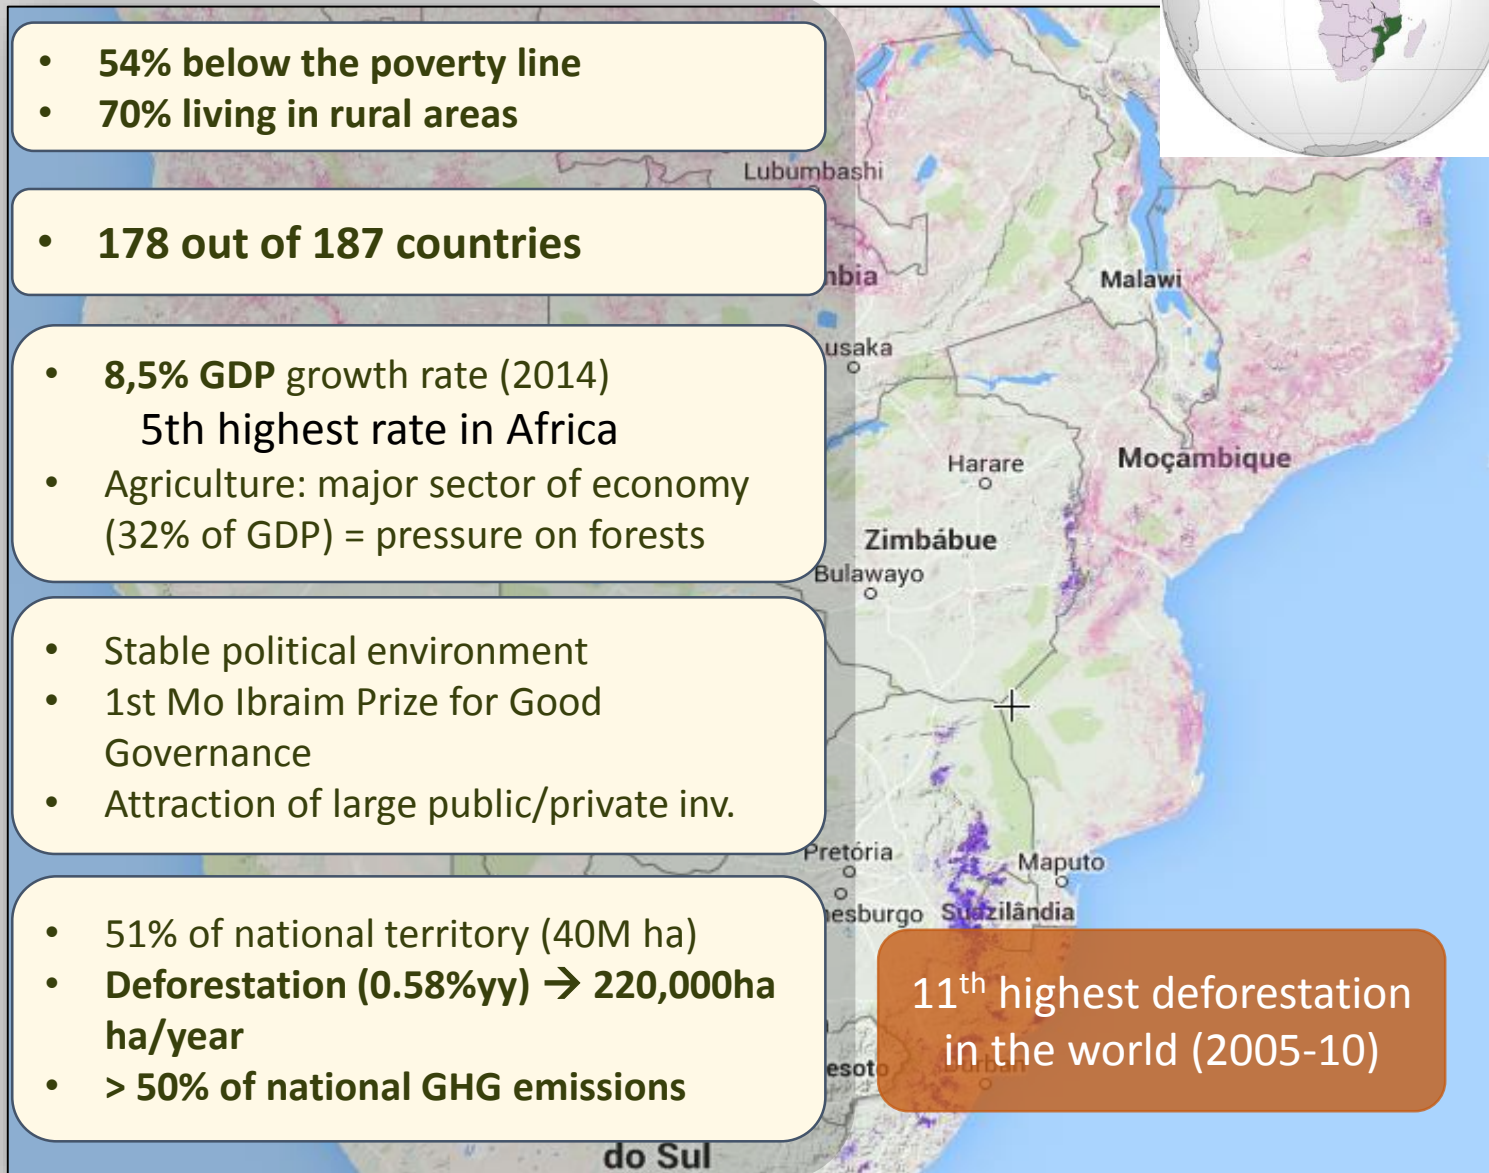 • 54% below the poverty line
• 70% living in rural areas
• 178 out of 187 countries
• 8,5% GDP growth rate (2014)
5th highest rate in Africa
• Agriculture: major sector of economy
(32% of GDP) = pressure on forests
• Stable political environment
• 1st Mo Ibraim Prize for Good
Governance
• Attraction of large public/private inv.
• 51% of national territory (40M ha)
• Deforestation (0.58%yy) → 220,000ha
ha/year
• > 50% of national GHG emissions
Lubumbashi
nbia
Malawi
usaka
Harare
Moçambique
Zimbábue
Bulawayo
Pretória
Maputo
esburgo
Suazilândia
11th highest deforestation
in the world (2005-10)
Durban
esoto
do Sul